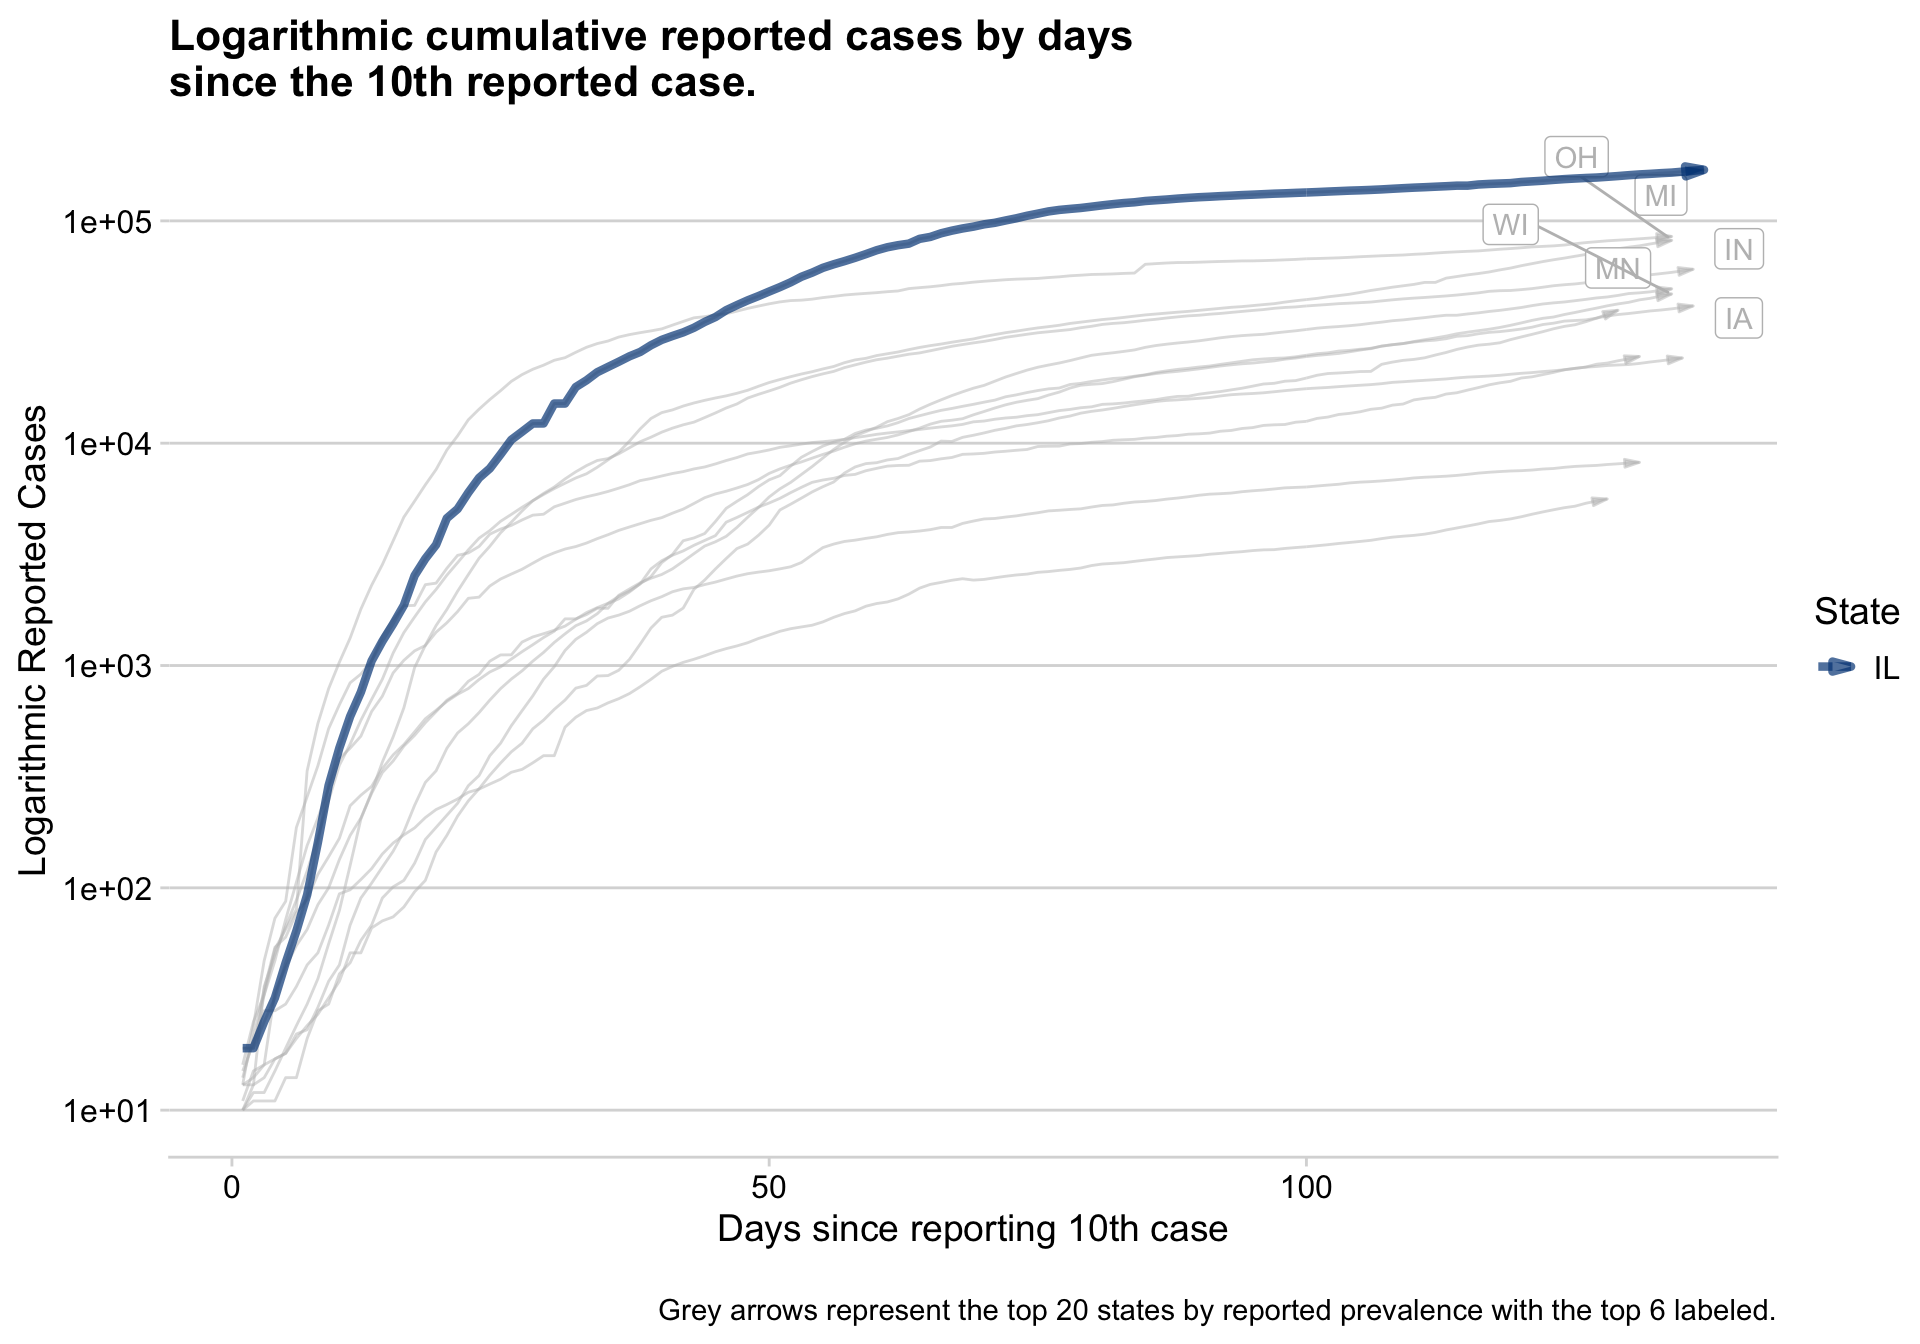 Logarithmic cumulative reported cases by days
since the 10th reported case.
OH
MI
WI
IN
MN
IA
1e+05
1e+04
1e+03
1e+02
1e+01
Logarithmic Reported Cases
0 50 100
Days since reporting 10th case
State
IL
Grey arrows represent the top 20 states by reported prevalence with the top 6 labeled.